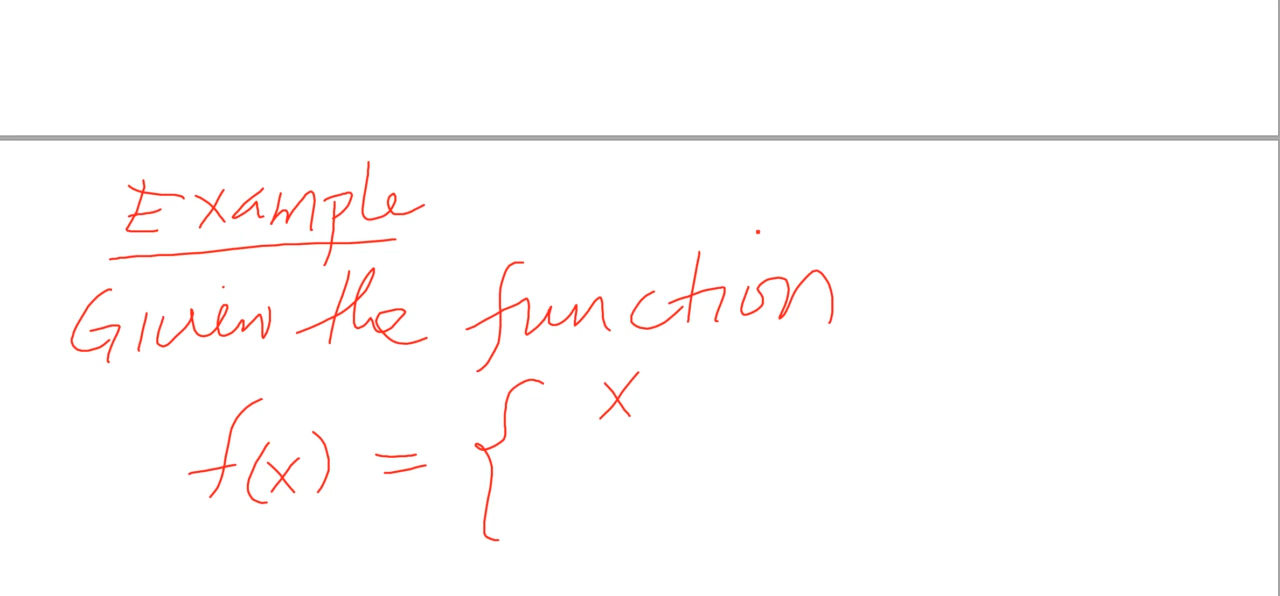 Example
Given the function
f(x) = { x